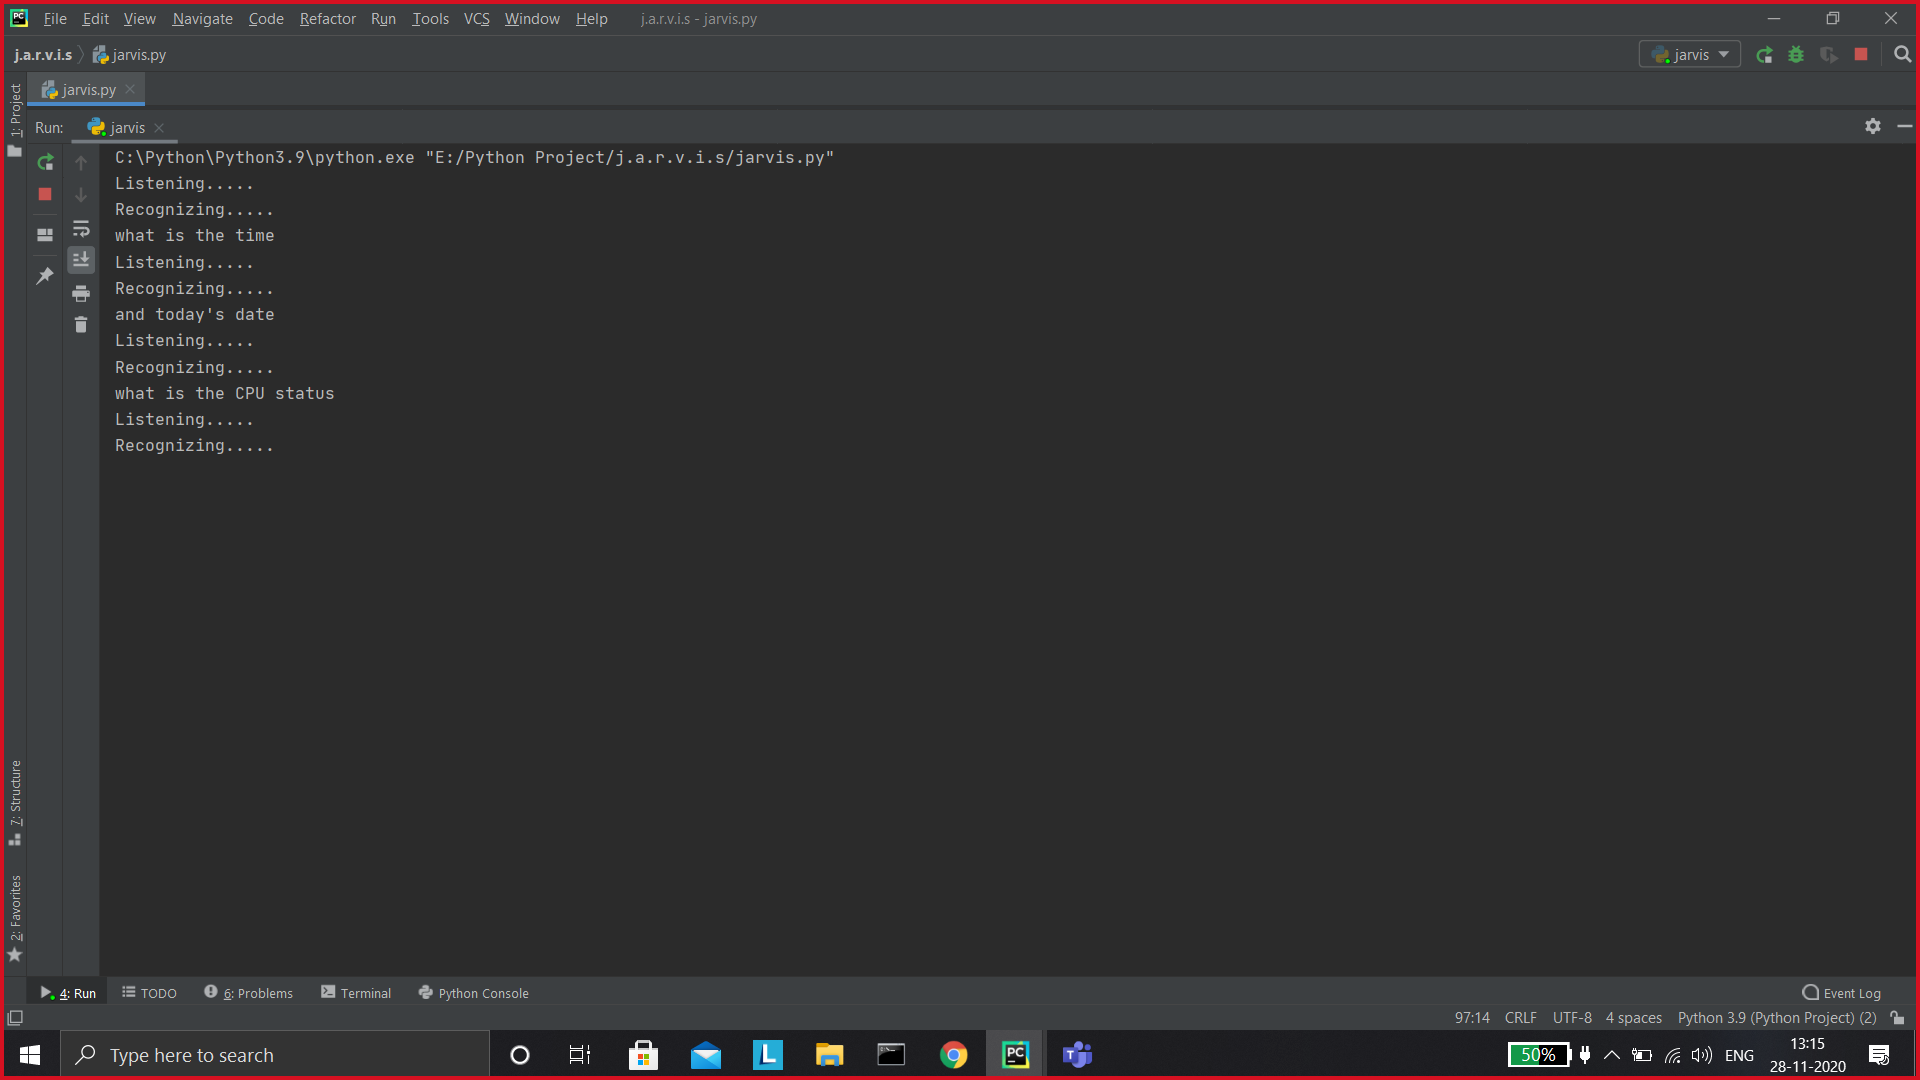 File Edit View Navigate Code Refactor Run Tools VCS Window Help j.a.r.v.i.s - jarvis.py
j.a.r.v.i.s jarvis.py jarvis
jarvis.py
1: Project
Run: jarvis
C:\Python\Python3.9\python.exe "E:/Python Project/j.a.r.v.i.s/jarvis.py"
Listening.....
Recognizing.....
what is the time
Listening.....
Recognizing.....
and today's date
Listening.....
Recognizing.....
what is the CPU status
Listening.....
Recognizing.....
7: Structure
2: Favorites
4: Run TODO 6: Problems Terminal Python Console Event Log
97:14 CRLF UTF-8 4 spaces Python 3.9 (Python Project) (2)
Type here to search 50% ENG 13:15
28-11-2020